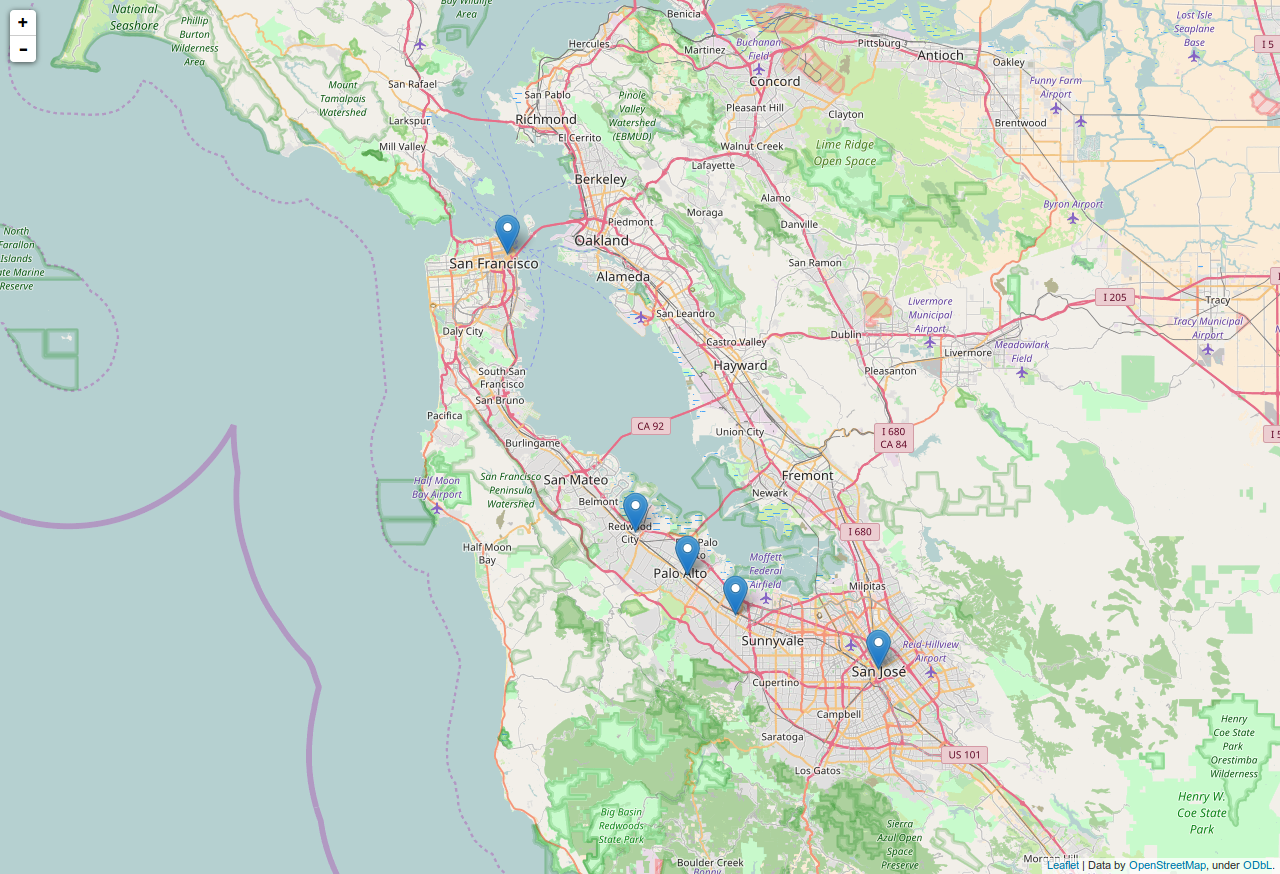 +
-
National
Seashore
Phillip
Burton
Wilderness
Area
Bay Wildlife
Area
Benicia
Hercules
Martinez
Buchanan
Field
Pittsburg
Antioch
Oakley
Lost Isle
Seaplane
Base
I 5
San Rafael
Mount
Tamalpais
Watershed
San Pablo
Pinole
Valley
Watershed
(EBMUD)
Concord
Funny Farm
Airport
Larkspur
Richmond
Pleasant Hill
Clayton
Brentwood
El Cerrito
Mill Valley
Walnut Creek
Lime Ridge
Open Space
Lafayette
Berkeley
Alamo
Byron Airport
Moraga
Piedmont
Danville
North
Farallon
Islands
ate Marine
Reserve
Oakland
San Francisco
San Ramon
Alameda
I 205
Tracy
San Leandro
Livermore
Municipal
Airport
Tracy Municipal
Airport
Daly City
Castro Valley
Dublin
Meadowlark
Field
Livermore
Hayward
Pleasanton
South San
Francisco
San Bruno
Pacifica
CA 92
Union City
I 680
CA 84
I 5
Burlingame
San Mateo
San Francisco
Peninsula
Watershed
Half Moon
Bay Airport
Fremont
Newark
Belmont
Redwood
City
I 680
Palo
Half Moon
Bay
Moffett
Federal
Airfield
Palo Alto
Milpitas
Sunnyvale
Reid-Hillview
Airport
San José
Cupertino
Campbell
Saratoga
US 101
Los Gatos
Henry
Coe State
Park
Orestimba
Wilderness
Henry W.
Coe State
Park
Big Basin
Redwoods
State Park
Sierra
Azul Open
Space
Preserve
Boulder Creek
Bonny
Morgan Hill
Leaflet | Data by OpenStreetMap, under ODbL.